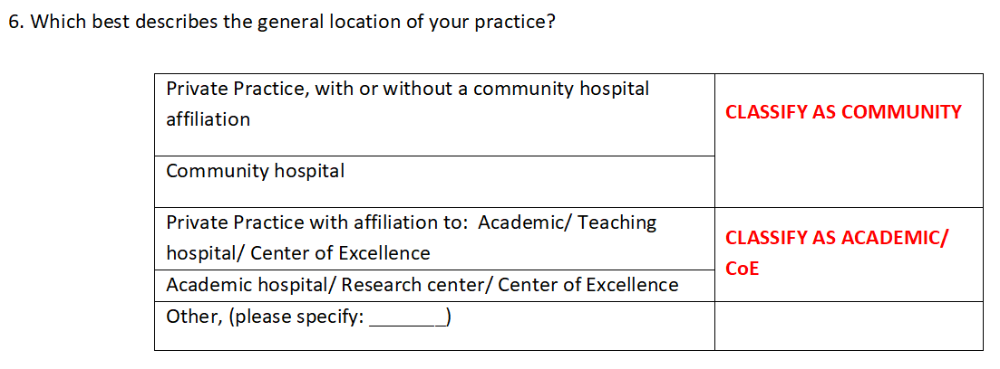 6. Which best describes the general location of your practice?
Private Practice, with or without a community hospital
affiliation
CLASSIFY AS COMMUNITY
Community hospital
Private Practice with affiliation to:  Academic/ Teaching
hospital/ Center of Excellence
CLASSIFY AS ACADEMIC/
CoE
Academic hospital/ Research center/ Center of Excellence
Other, (please specify: _______)